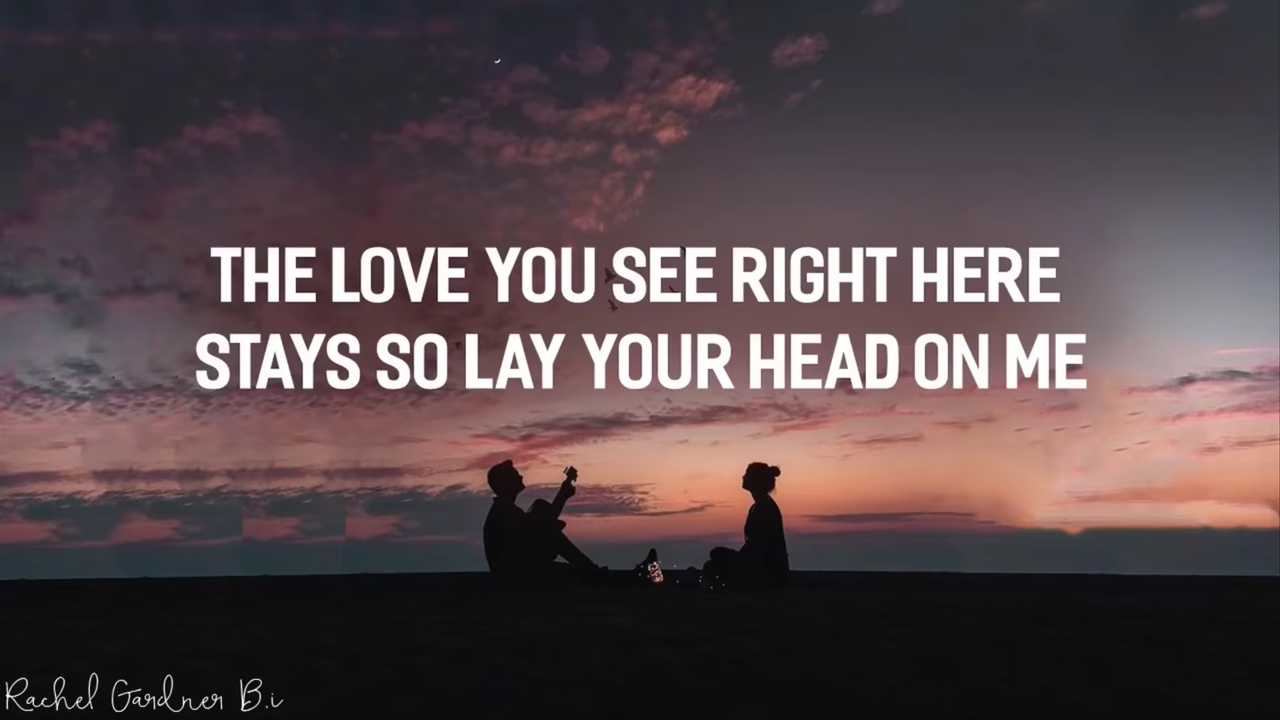 THE LOVE YOU SEE RIGHT HERE
STAYS SO LAY YOUR HEAD ON ME
Rachel Gardner B.i